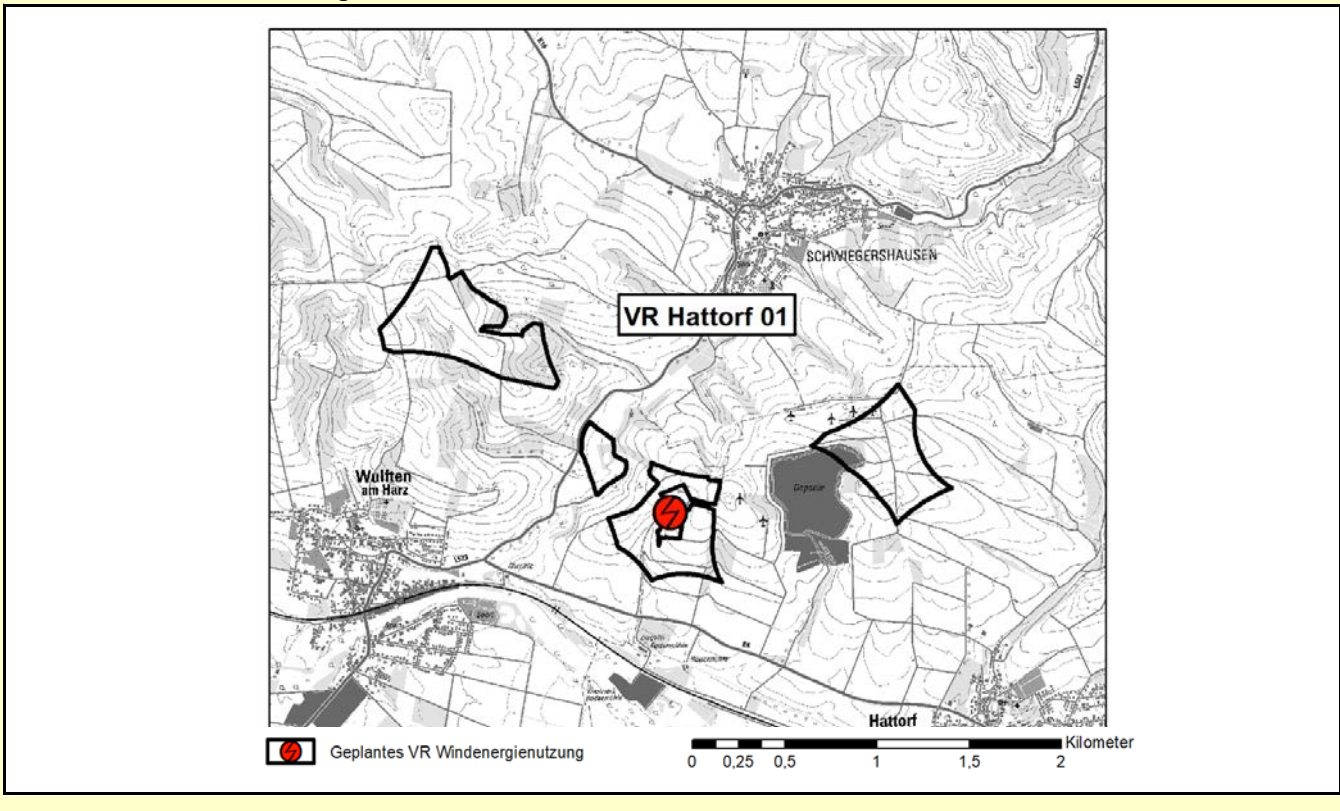 SCHWIEGERSHAUSEN
VR Hattorf 01
Wulften
am Harz
Hattorf
Geplantes VR Windenergienutzung
Kilometer
0 0,25 0,5 1 1,5 2